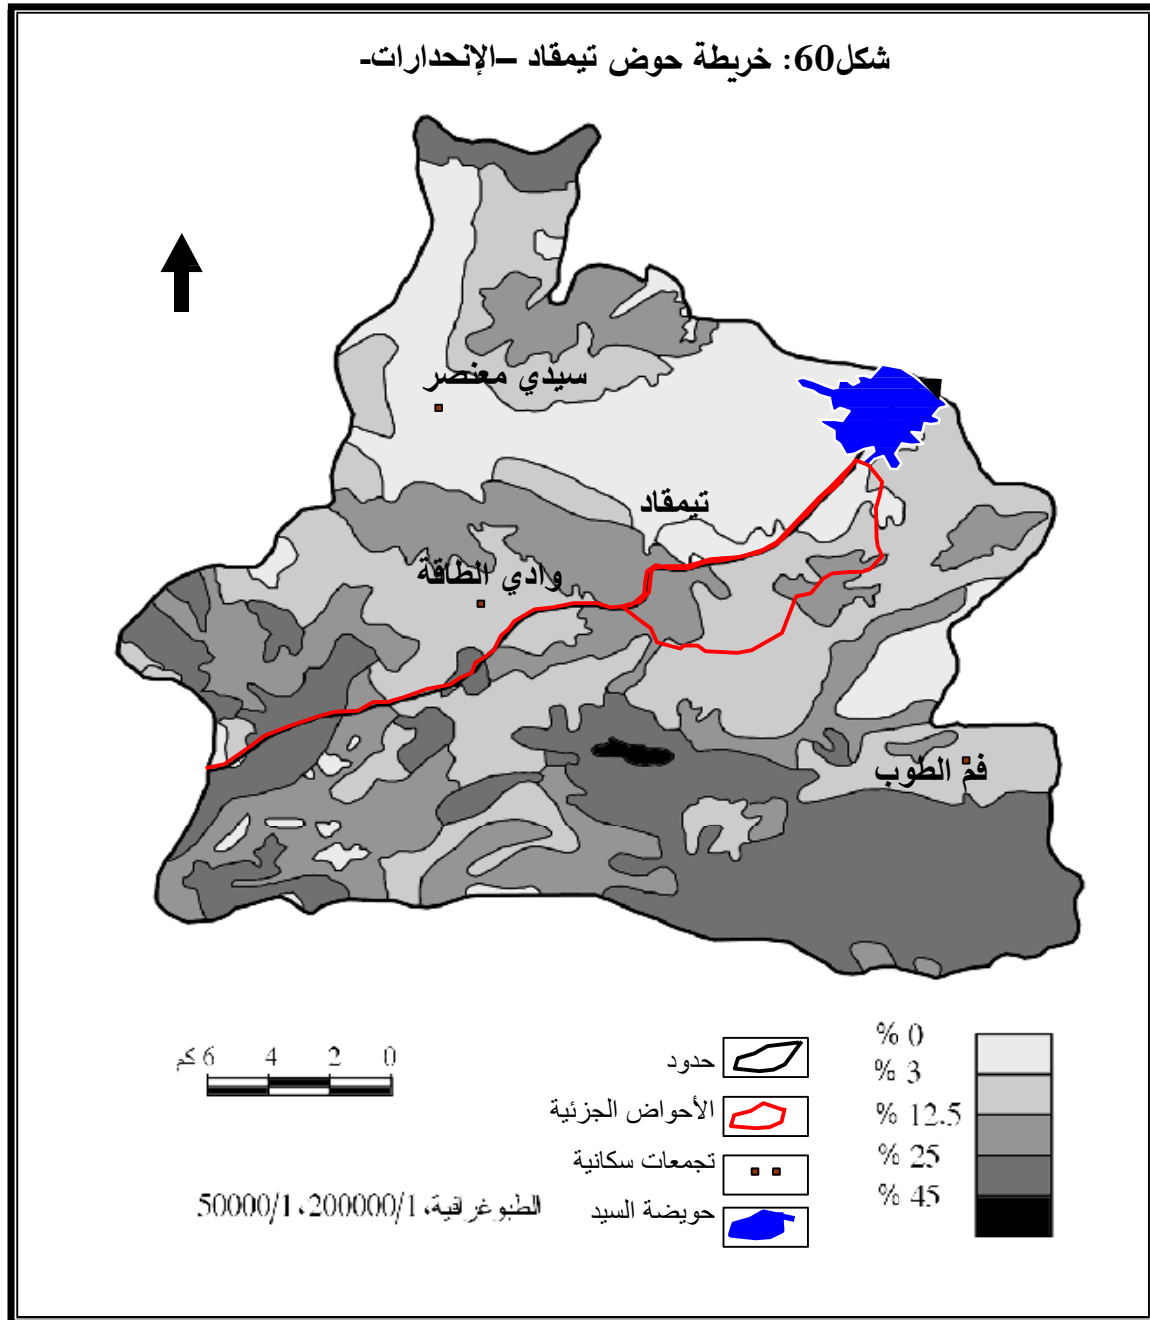 شكل60: خريطة حوض تيمقاد –الإنحدارات-
سيدي معنصر
تيمقاد
وادي الطاقة
فم الطوب
6 كم 4 2 0
حدود
الأحواض الجزئية
تجمعات سكانية
حويضة السيد
% 0
% 3
% 12.5
% 25
% 45
الطبوغرافية، 200000/1، 50000/1